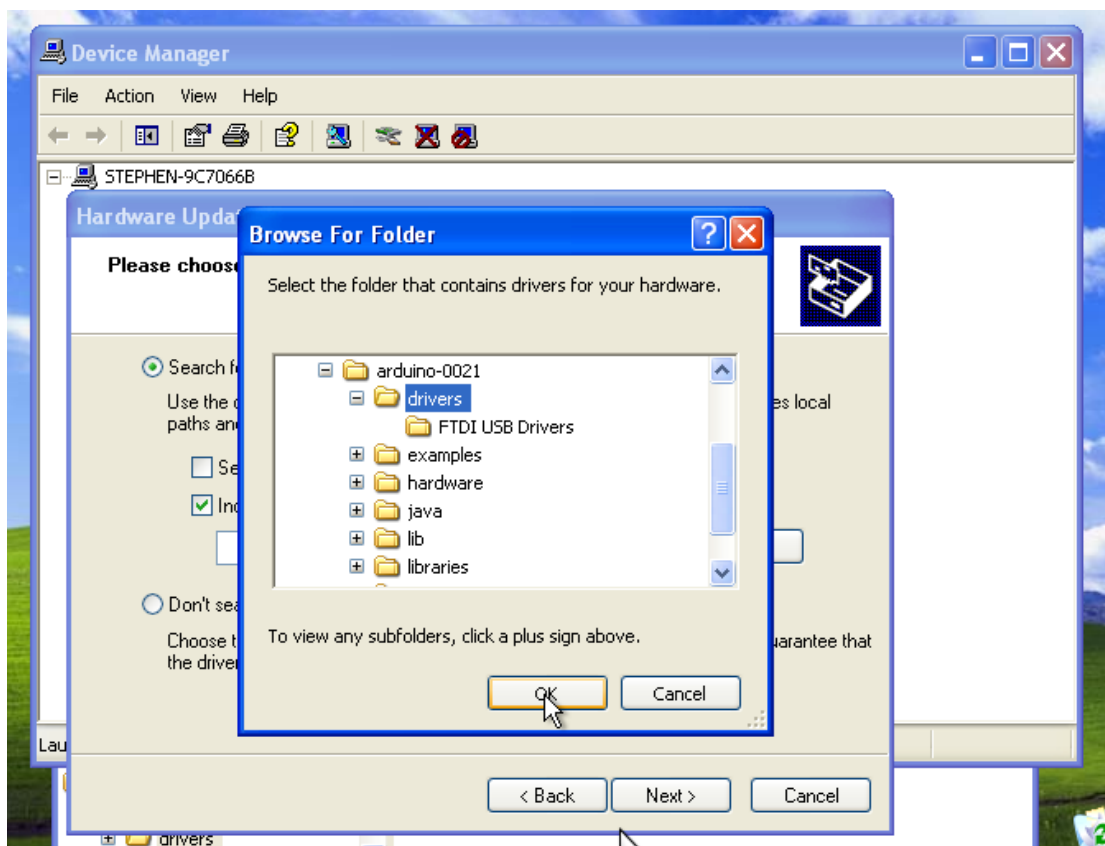 Device Manager
File Action View Help
STEPHEN-9C7066B
Hardware Upda
Browse For Folder
Please choose
Select the folder that contains drivers for your hardware.
Search f
arduino-0021
drivers
Use the
es local
paths an
FTDI USB Drivers
examples
Se
hardware
Inc
java
lib
libraries
Don't sea
To view any subfolders, click a plus sign above.
Choose t
uarantee that
the driver
OK Cancel
Lau
< Back Next > Cancel
drivers
2